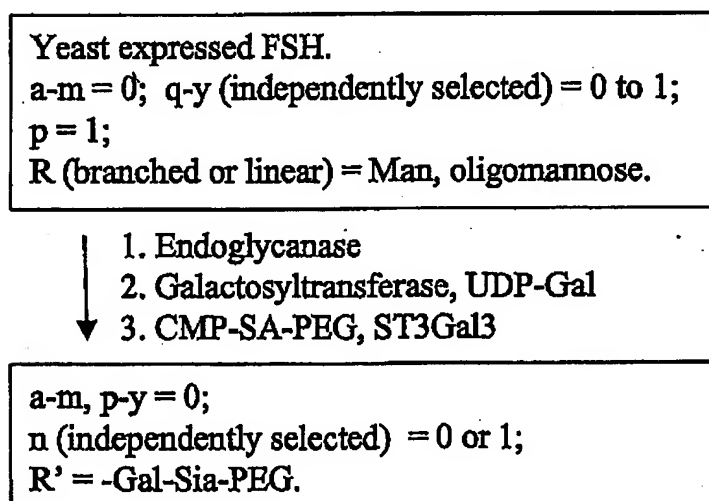 Yeast expressed FSH.
a-m = 0; q-y (independently selected) = 0 to 1;
p = 1;
R (branched or linear) = Man, oligomannose.
1. Endoglycanase
2. Galactosyltransferase, UDP-Gal
3. CMP-SA-PEG, ST3Gal3
a-m, p-y = 0;
n (independently selected) = 0 or 1;
R' = -Gal-Sia-PEG.